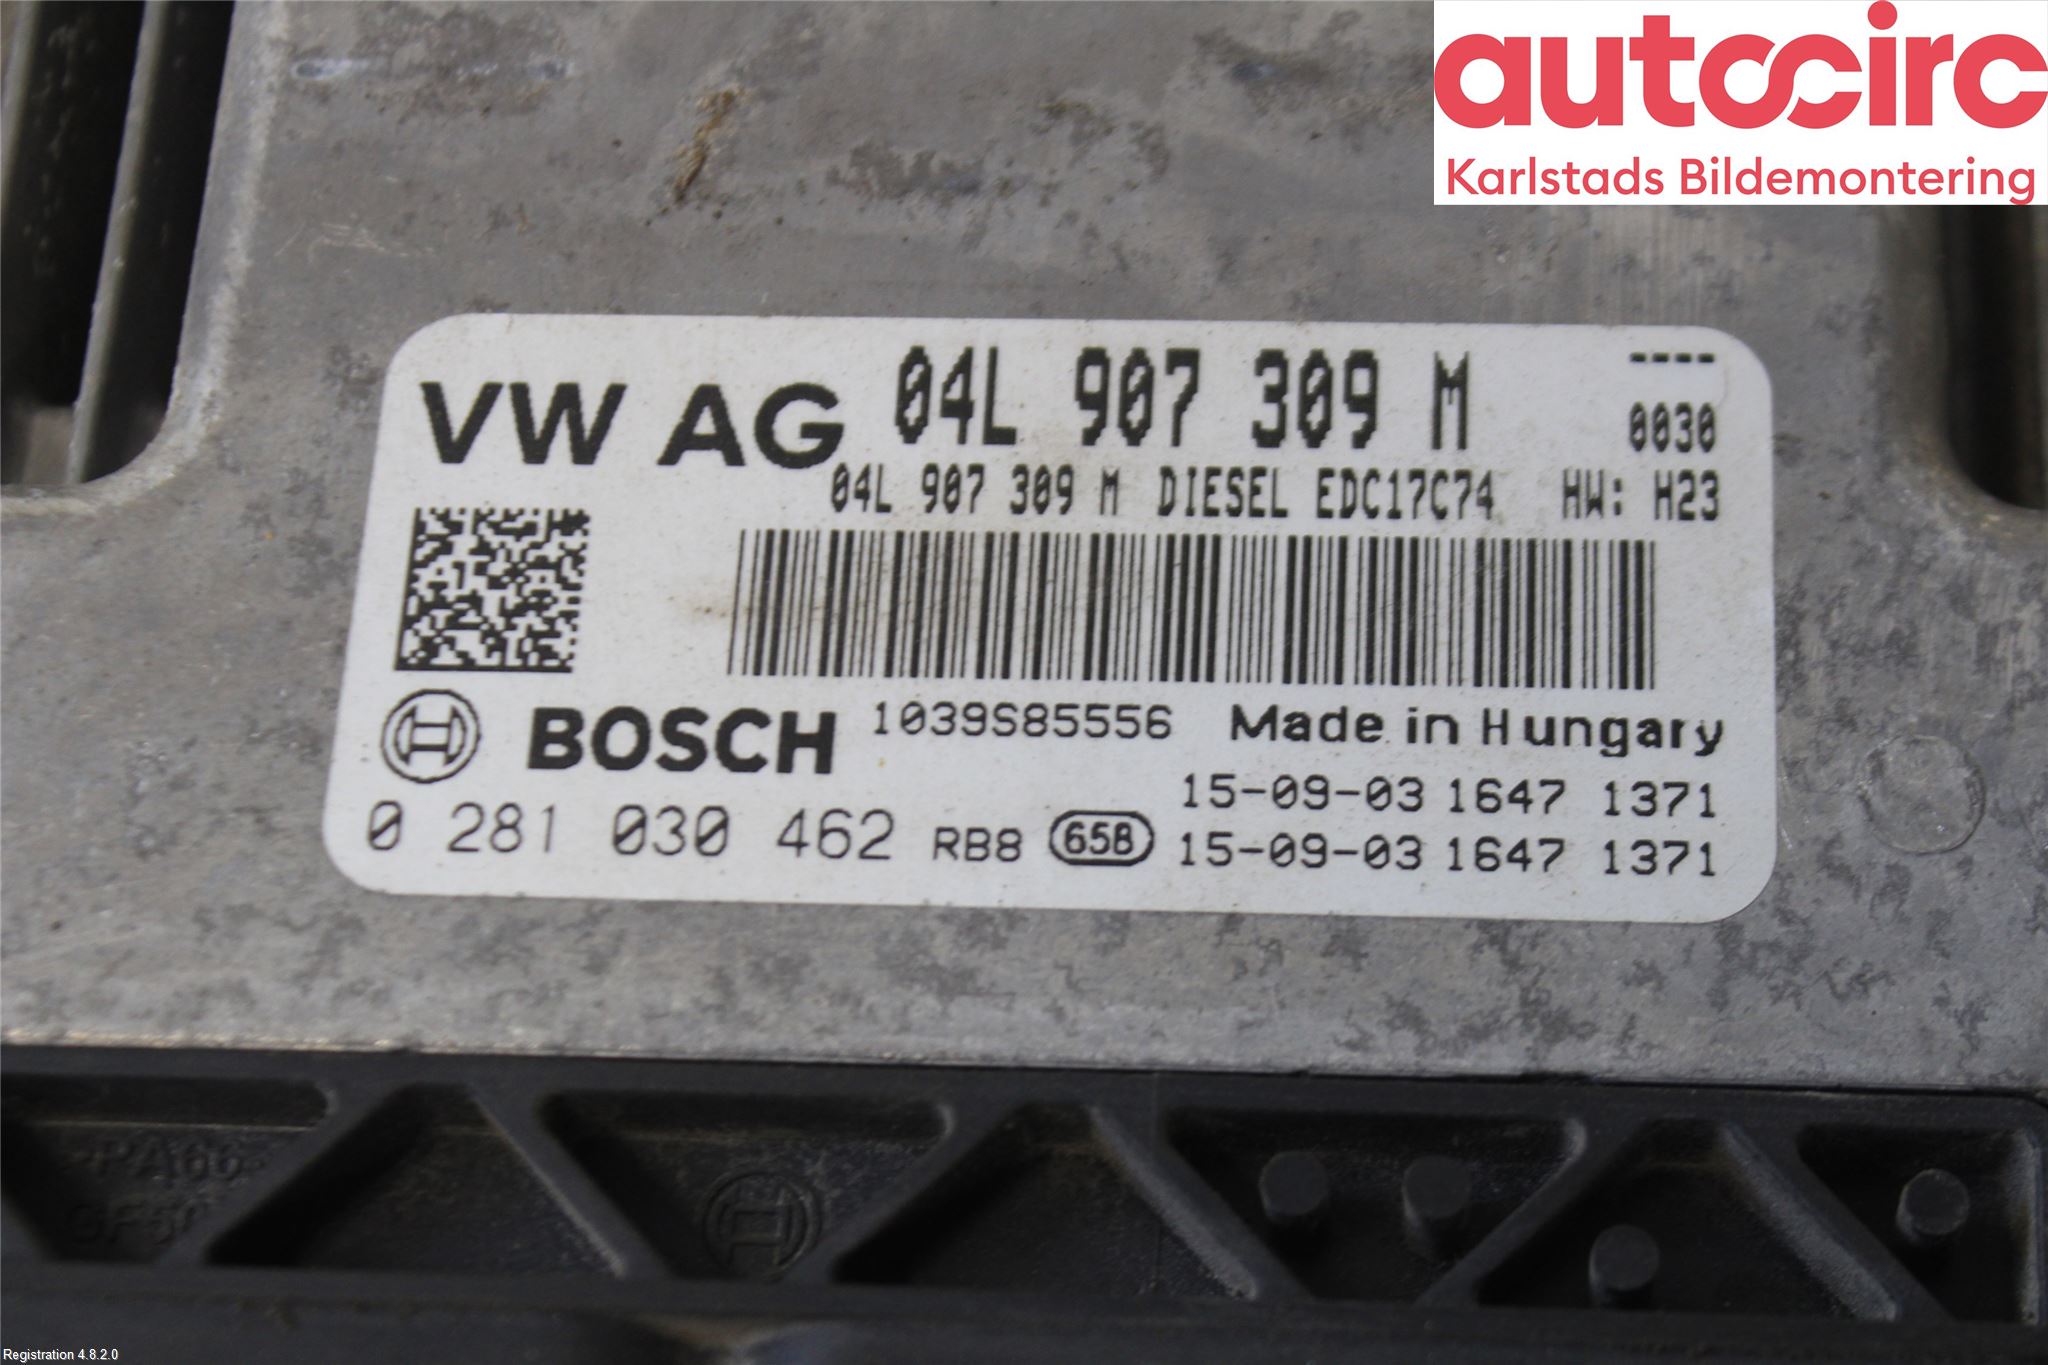 autocirc
Karlstads Bildemontering
VW AG 04L 907 309 M ----
0030
04L 907 309 M DIESEL EDC17C74 HW: H23
BOSCH 1039S85556 Made in Hungary
15-09-03 1647 1371
0 281 030 462 RB8 658 15-09-03 1647 1371
PA66
Registration 4.8.2.0